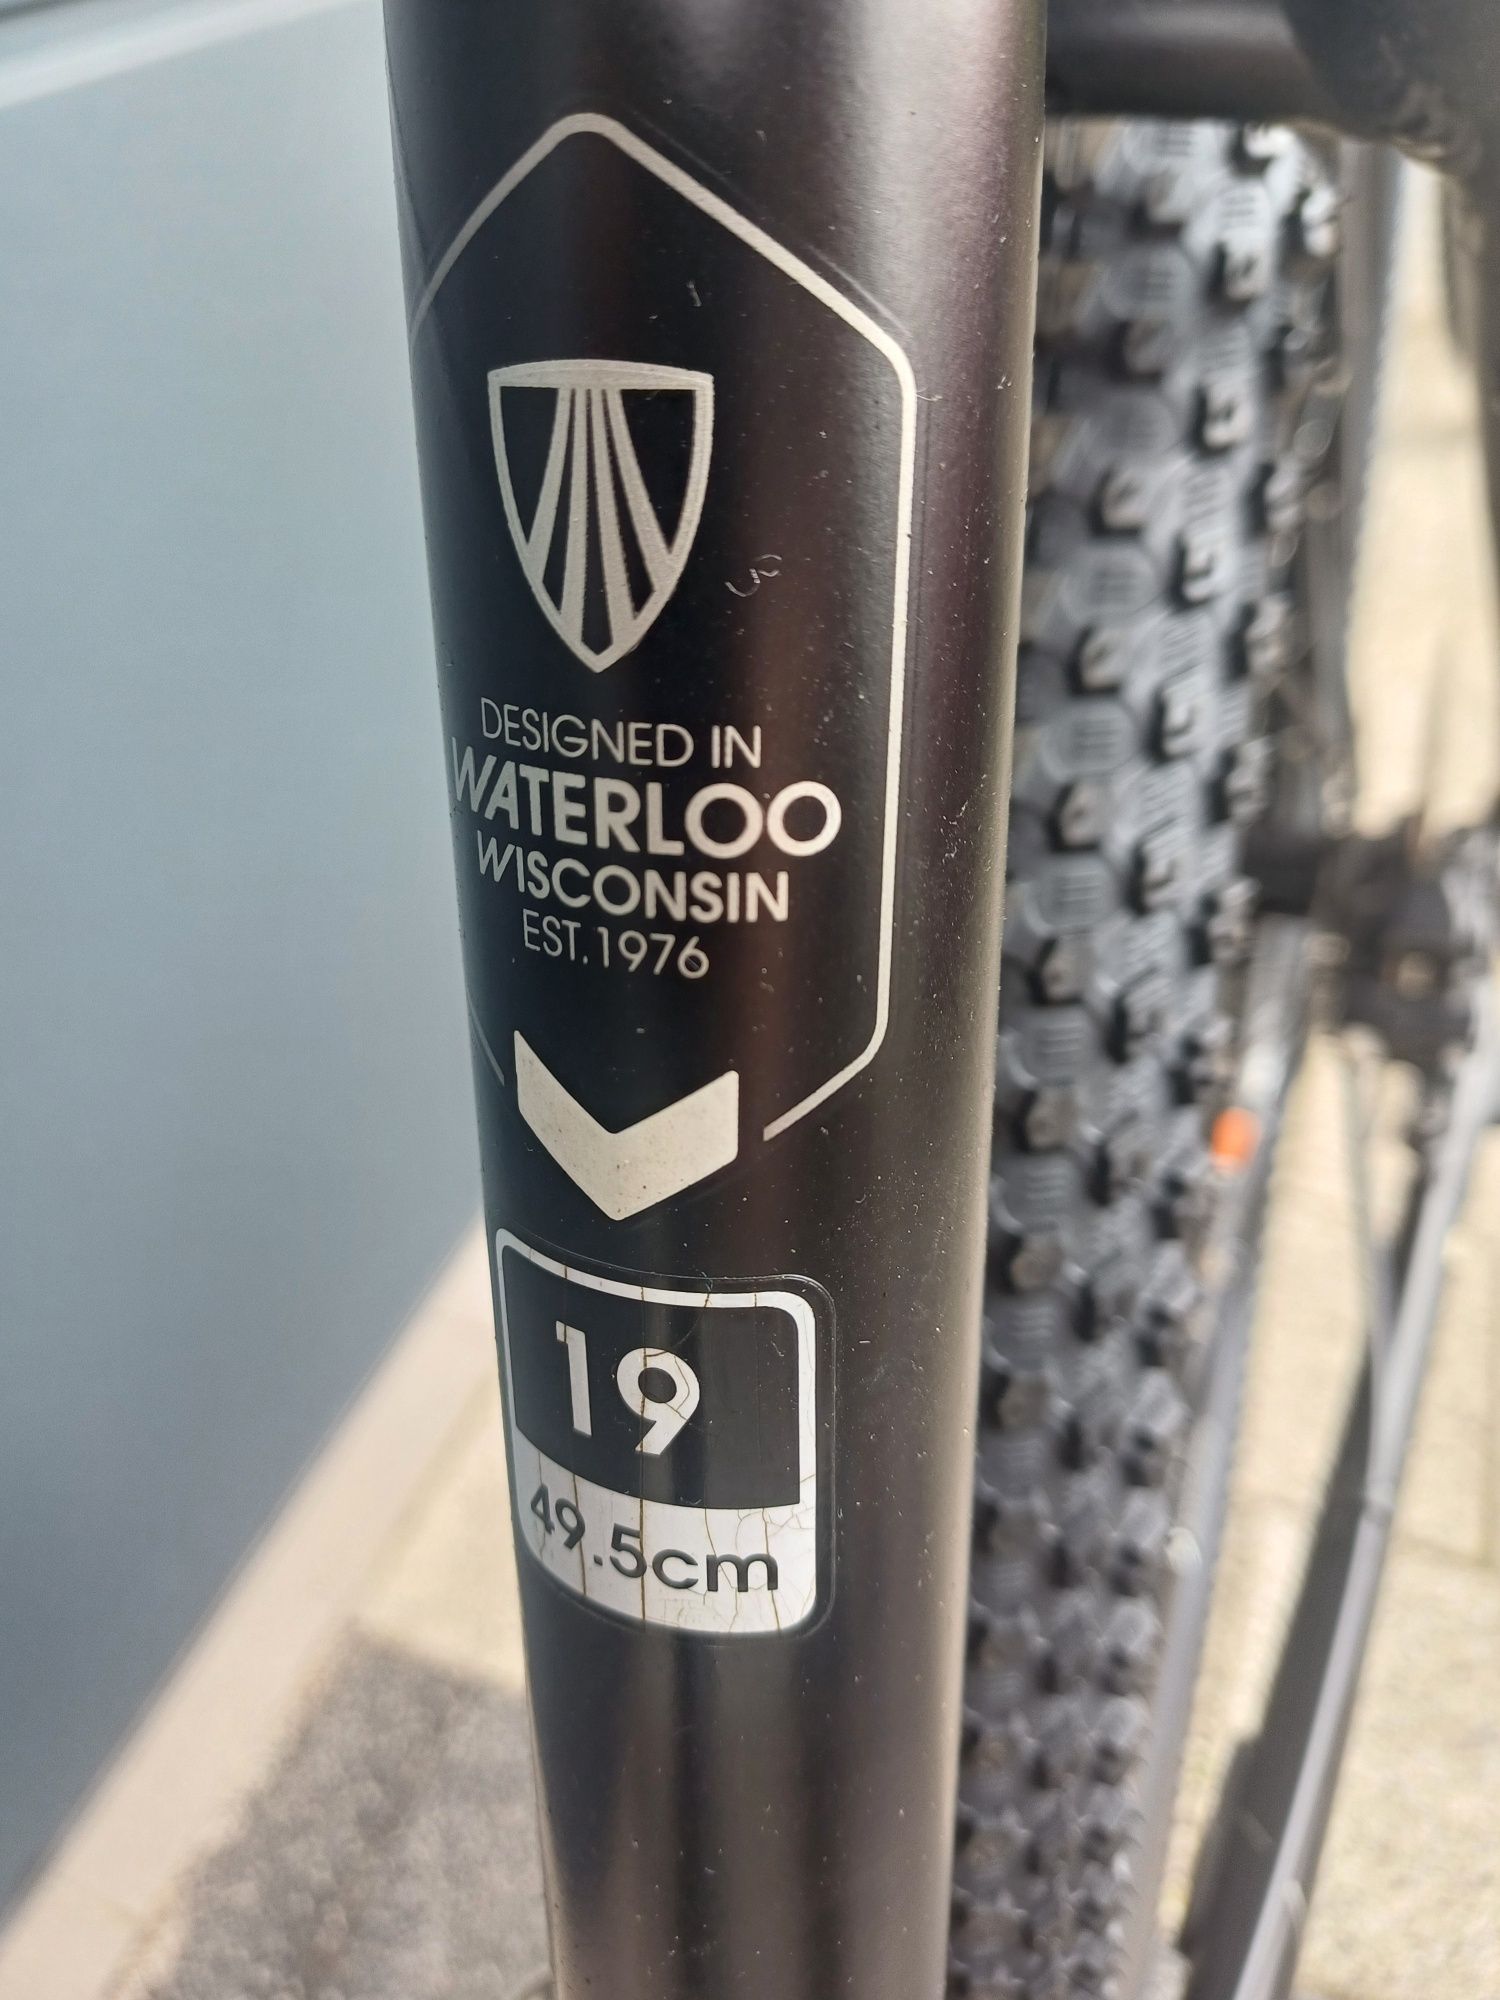 DESIGNED IN
WATERLOO
WISCONSIN
EST. 1976
19
49.5cm